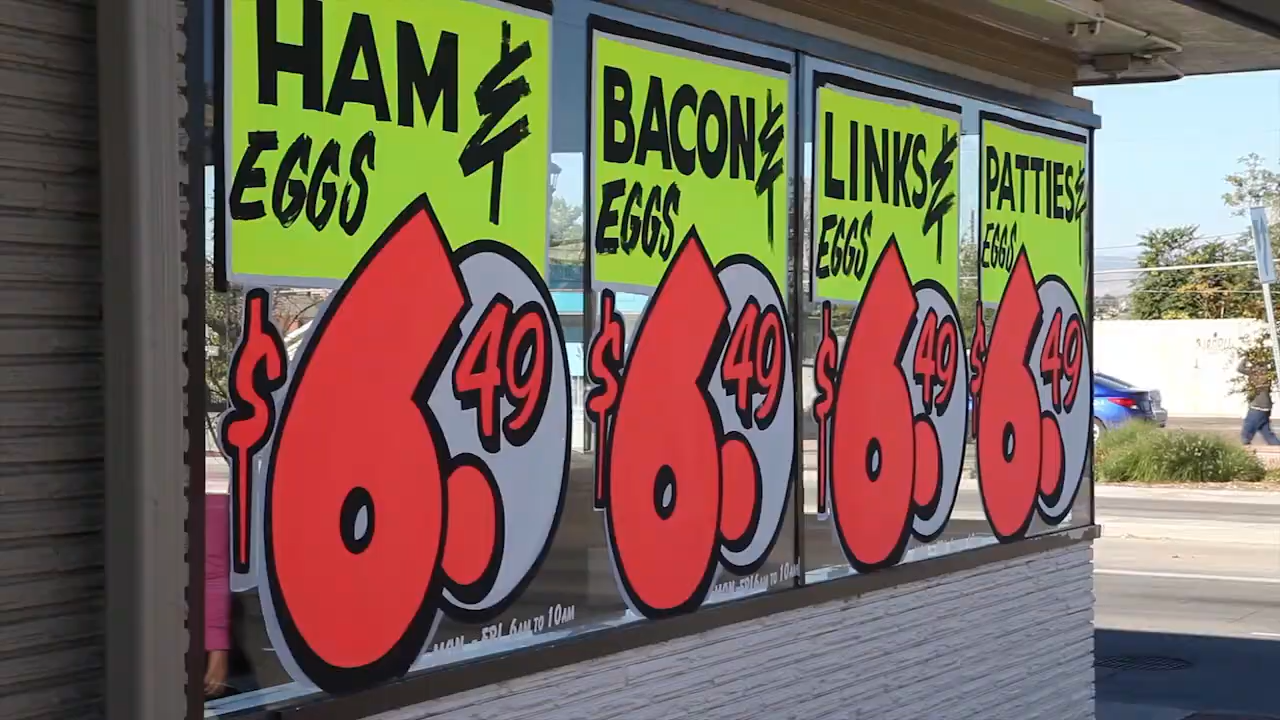 HAM &
EGGS
$6.49
MON - FRI 6AM TO 10AM
BACON &
EGGS
$6.49
MON - FRI 6AM TO 10AM
LINKS &
EGGS
$6.49
PATTIES &
EGGS
$6.49